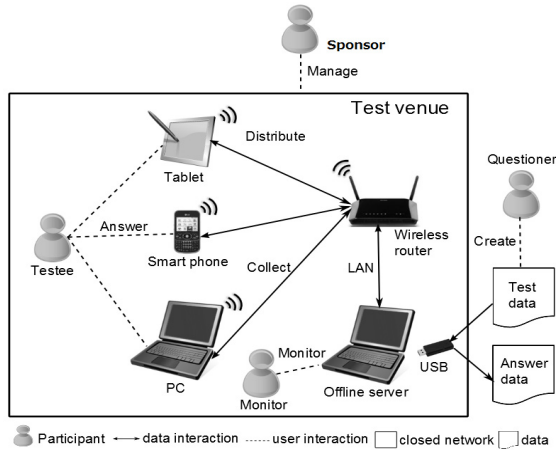 Sponsor
Manage
Test venue
Distribute
Tablet
Questioner
Answer
Testee
Smart phone
Wireless
router
Create
Collect
LAN
Test
data
Monitor
PC
Monitor
Offline server
USB
Answer
data
Participant data interaction user interaction closed network data